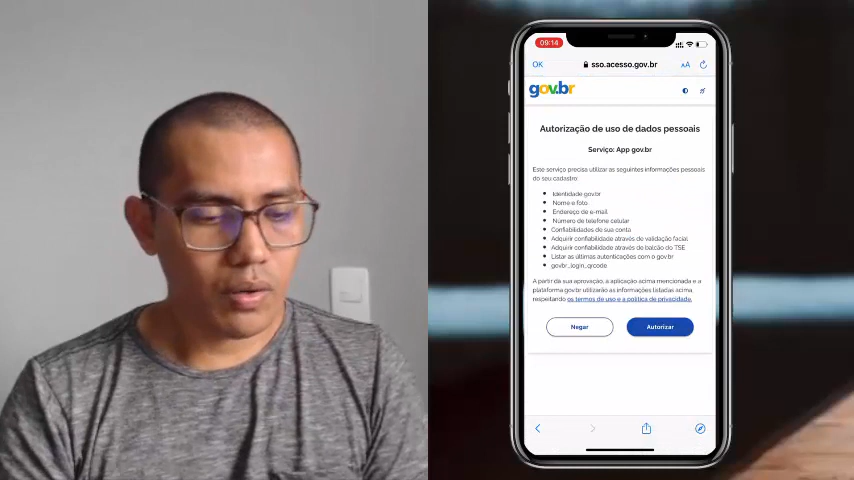 09:14
OK
sso.acesso.gov.br
AA
gov.br
Autorização de uso de dados pessoais
Serviço: App gov.br
Este serviço precisa utilizar as seguintes informações pessoais
do seu cadastro:
Identidade gov.br
Nome e foto
Endereço de e-mail
Número de telefone celular
Confiabilidades de sua conta
Adquirir confiabilidade através de validação facial
Adquirir confiabilidade através de balcão do TSE
Listar as últimas autenticações com o gov.br
govbr_login_qrcode
A partir da sua aprovação, a aplicação acima mencionada e a
plataforma gov.br utilizarão as informações listadas acima,
respeitando os termos de uso e a política de privacidade.
Negar
Autorizar